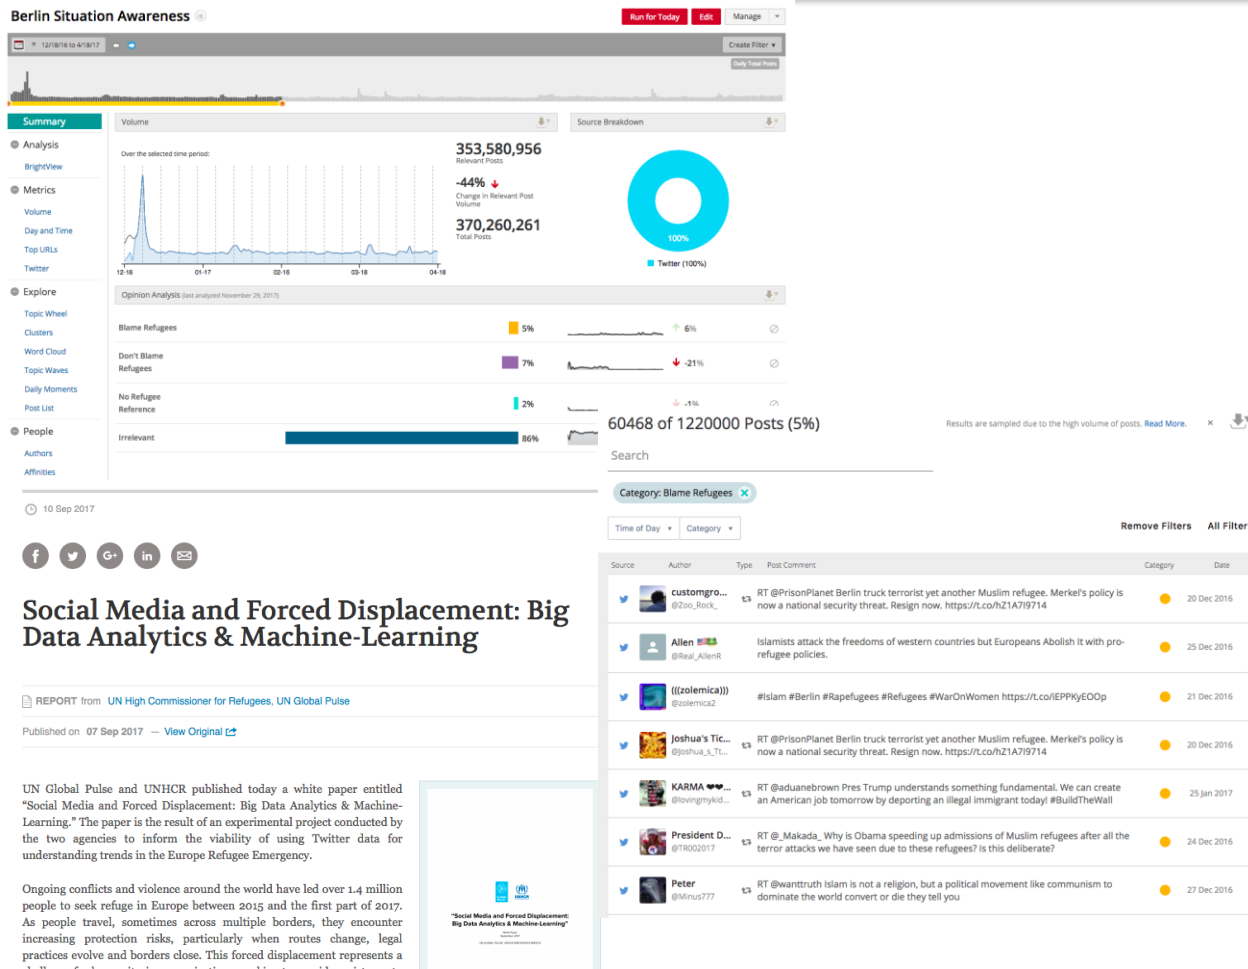 Berlin Situation Awareness
Run for Today Edit Manage
12/18/16 to 4/18/17
Create Filter
Daily Total Posts
Summary
Analysis
BrightView
Metrics
Volume
Day and Time
Top URLs
Twitter
Explore
Topic Wheel
Clusters
Word Cloud
Topic Waves
Daily Moments
Post List
People
Authors
Affinities
Volume
Over the selected time period:
12-18 01-17 02-16 03-18 04-18
353,580,956
Relevant Posts
-44%
Change in Relevant Post
Volume
370,260,261
Total Posts
Source Breakdown
100%
Twitter (100%)
Opinion Analysis (last analyzed November 29, 2017)
Blame Refugees 5% 6%
Don't Blame
Refugees 7% -21%
No Refugee
Reference 2% -1%
Irrelevant 86%
60468 of 1220000 Posts (5%)
Results are sampled due to the high volume of posts. Read More. ×
Search
Category: Blame Refugees
Time of Day Category
Remove Filters All Filter
Source Author Type Post Comment Category Date
customgro...
@Zoo_Rock_
RT @PrisonPlanet Berlin truck terrorist yet another Muslim refugee. Merkel's policy is
now a national security threat. Resign now. https://t.co/hZ1A7I9714
20 Dec 2016
Allen
@Real_AllenR
Islamists attack the freedoms of western countries but Europeans Abolish It with pro-
refugee policies.
25 Dec 2016
(((zolemica)))
@zolemica2
#Islam #Berlin #Rapefugees #Refugees #WarOnWomen https://t.co/lEPPKyEOOp
21 Dec 2016
Joshua's Tic...
@Joshua_s_Tt...
RT @PrisonPlanet Berlin truck terrorist yet another Muslim refugee. Merkel's policy is
now a national security threat. Resign now. https://t.co/hZ1A7I9714
20 Dec 2016
KARMA ❤❤...
@lovingmykid...
RT @aduanebrown Pres Trump understands something fundamental. We can create
an American job tomorrow by deporting an illegal immigrant today! #BuildTheWall
25 Jan 2017
President D...
@TR002017
RT @_Makada_ Why is Obama speeding up admissions of Muslim refugees after all the
terror attacks we have seen due to these refugees? Is this deliberate?
24 Dec 2016
Peter
@Minus777
RT @wanttruth Islam is not a religion, but a political movement like communism to
dominate the world convert or die they tell you
27 Dec 2016
10 Sep 2017
Social Media and Forced Displacement: Big
Data Analytics & Machine-Learning
REPORT from UN High Commissioner for Refugees, UN Global Pulse
Published on 07 Sep 2017 — View Original
UN Global Pulse and UNHCR published today a white paper entitled
“Social Media and Forced Displacement: Big Data Analytics & Machine-
Learning.” The paper is the result of an experimental project conducted by
the two agencies to inform the viability of using Twitter data for
understanding trends in the Europe Refugee Emergency.
Ongoing conflicts and violence around the world have led over 1.4 million
people to seek refuge in Europe between 2015 and the first part of 2017.
As people travel, sometimes across multiple borders, they encounter
increasing protection risks, particularly when routes change, legal
practices evolve and borders close. This forced displacement represents a
"Social Media and Forced Displacement:
Big Data Analytics & Machine-Learning"
White Paper
September 2017